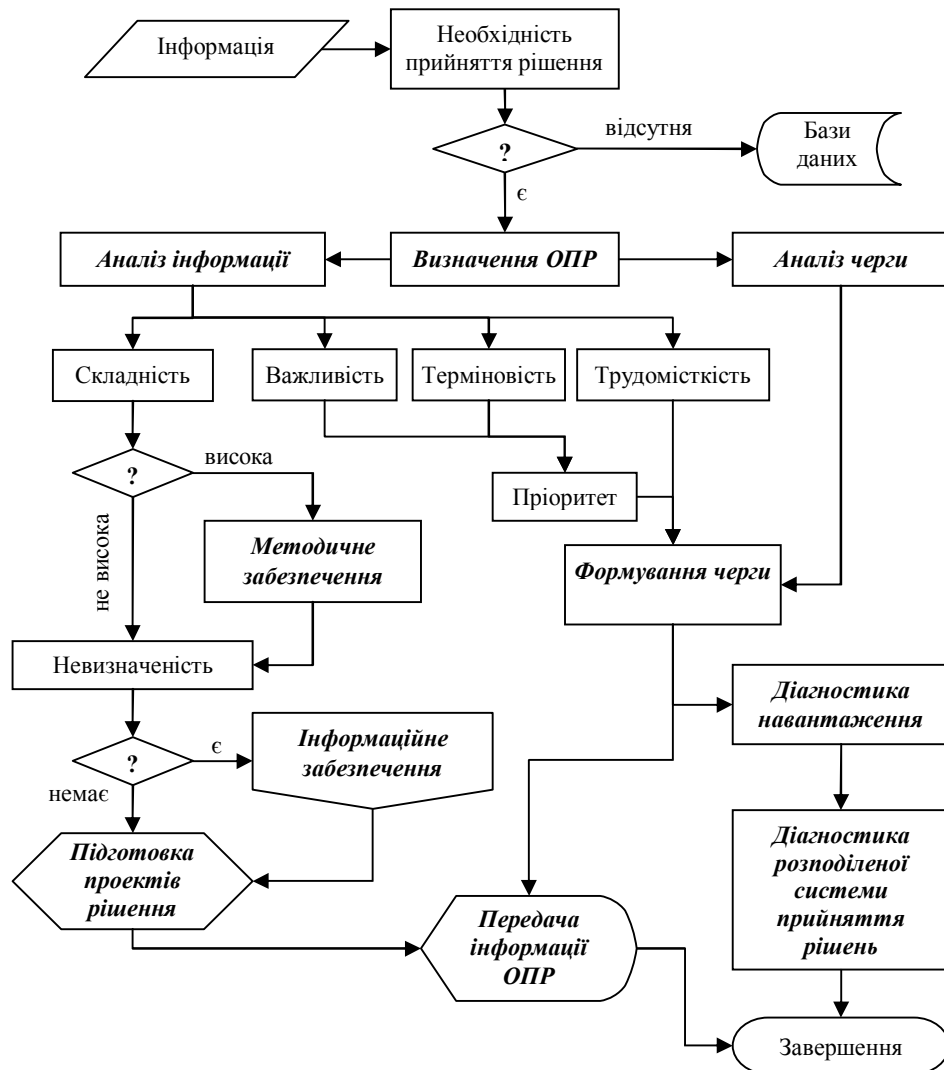 Інформація
Необхідність
прийняття рішення
відсутня
?
Бази
даних
є
Аналіз інформації
Визначення ОПР
Аналіз черги
Складність
Важливість
Терміновість
Трудомісткість
?
висока
не висока
Пріоритет
Методичне
забезпечення
Формування черги
Невизначеність
Діагностика
навантаження
?
є
немає
Інформаційне
забезпечення
Підготовка
проектів
рішення
Діагностика
розподіленої
системи
прийняття
рішень
Передача
інформації
ОПР
Завершення